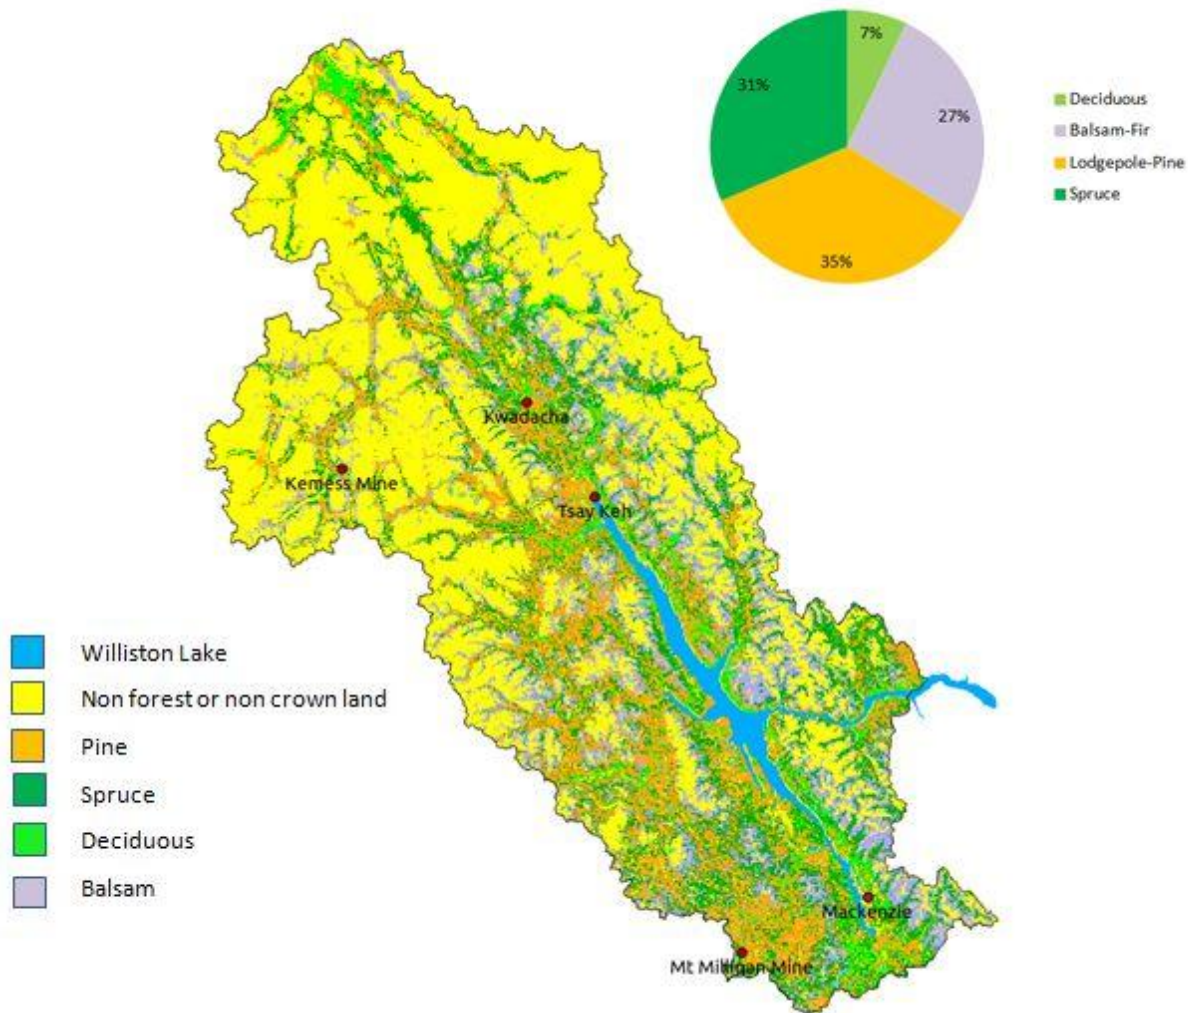 7%
31%
27%
35%
Deciduous
Balsam-Fir
Lodgepole-Pine
Spruce
Kwadacha
Kemess Mine
Tsay Keh
Mackenzie
Mt Milligan Mine
Williston Lake
Non forest or non crown land
Pine
Spruce
Deciduous
Balsam